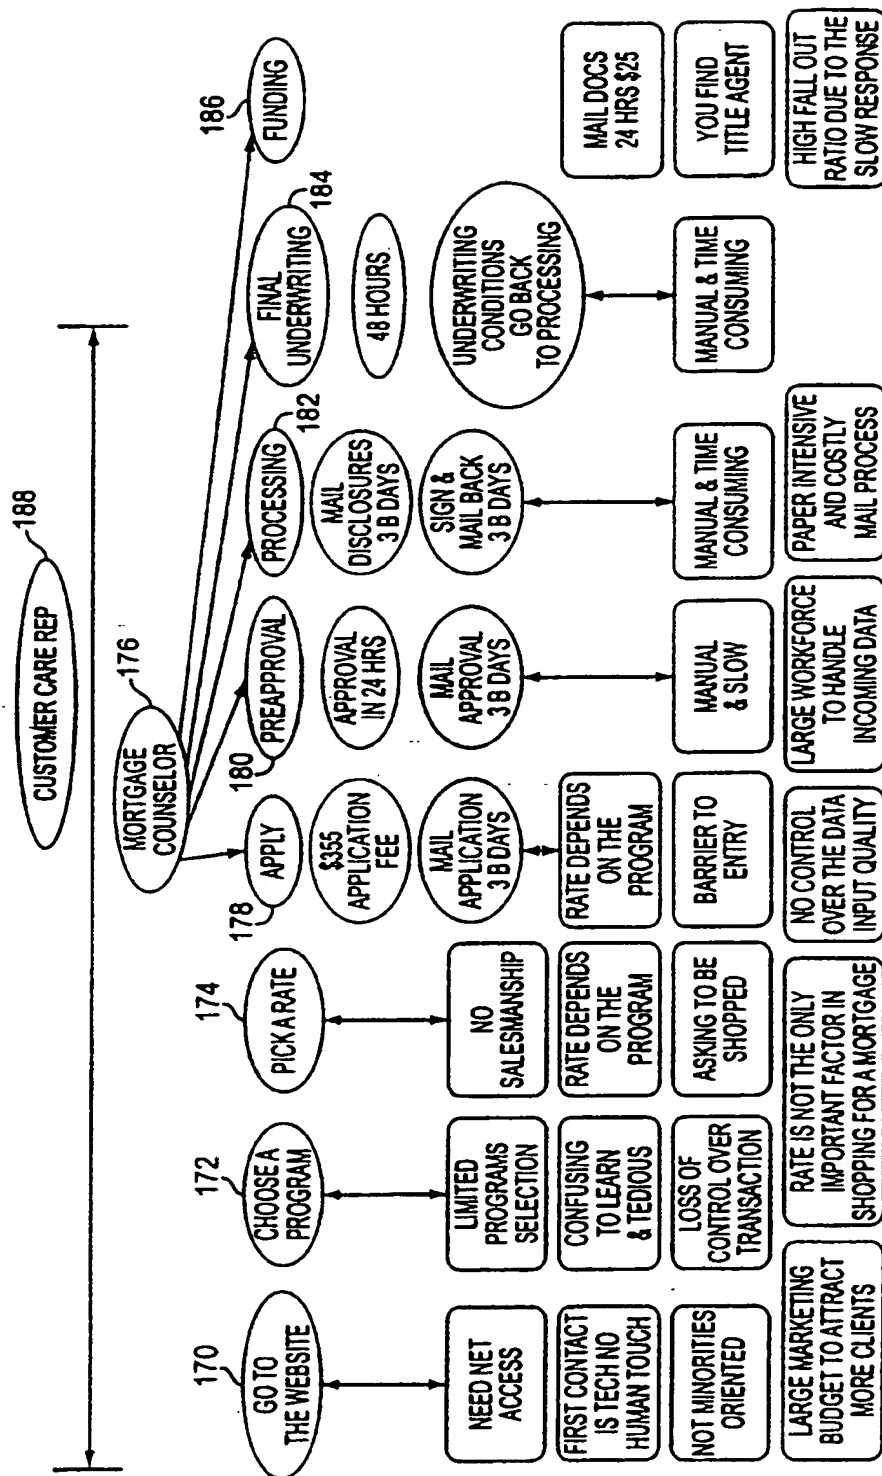 188
CUSTOMER CARE REP
176
MORTGAGE
COUNSELOR
170
GO TO
THE WEBSITE
172
CHOOSE A
PROGRAM
174
PICK A RATE
178
APPLY
180
PREAPPROVAL
182
PROCESSING
184
FINAL
UNDERWRITING
186
FUNDING
$355
APPLICATION
FEE
APPROVAL
IN 24 HRS
MAIL
DISCLOSURES
3 B DAYS
48 HOURS.
NEED NET
ACCESS
LIMITED
PROGRAMS
SELECTION
NO
SALESMANSHIP
MAIL
APPLICATION
3 B DAYS
MAIL
APPROVAL
3 B DAYS
SIGN &
MAIL BACK
3 B DAYS
UNDERWRITING
CONDITIONS
GO BACK
TO PROCESSING
FIRST CONTACT
IS TECH NO
HUMAN TOUCH
CONFUSING
TO LEARN
& TEDIOUS
RATE DEPENDS
ON THE
PROGRAM
RATE DEPENDS
ON THE
PROGRAM
MAIL DOCS
24 HRS $25
NOT MINORITIES
ORIENTED
LOSS OF
CONTROL OVER
TRANSACTION
ASKING TO BE
SHOPPED
BARRIER TO
ENTRY
MANUAL
& SLOW
MANUAL & TIME
CONSUMING
MANUAL & TIME
CONSUMING
YOU FIND
TITLE AGENT
LARGE MARKETING
BUDGET TO ATTRACT
MORE CLIENTS
RATE IS NOT THE ONLY
IMPORTANT FACTOR IN
SHOPPING FOR A MORTGAGE
NO CONTROL
OVER THE DATA
INPUT QUALITY
LARGE WORKFORCE
TO HANDLE
INCOMING DATA
PAPER INTENSIVE
AND COSTLY
MAIL PROCESS
HIGH FALL OUT
RATIO DUE TO THE
SLOW RESPONSE